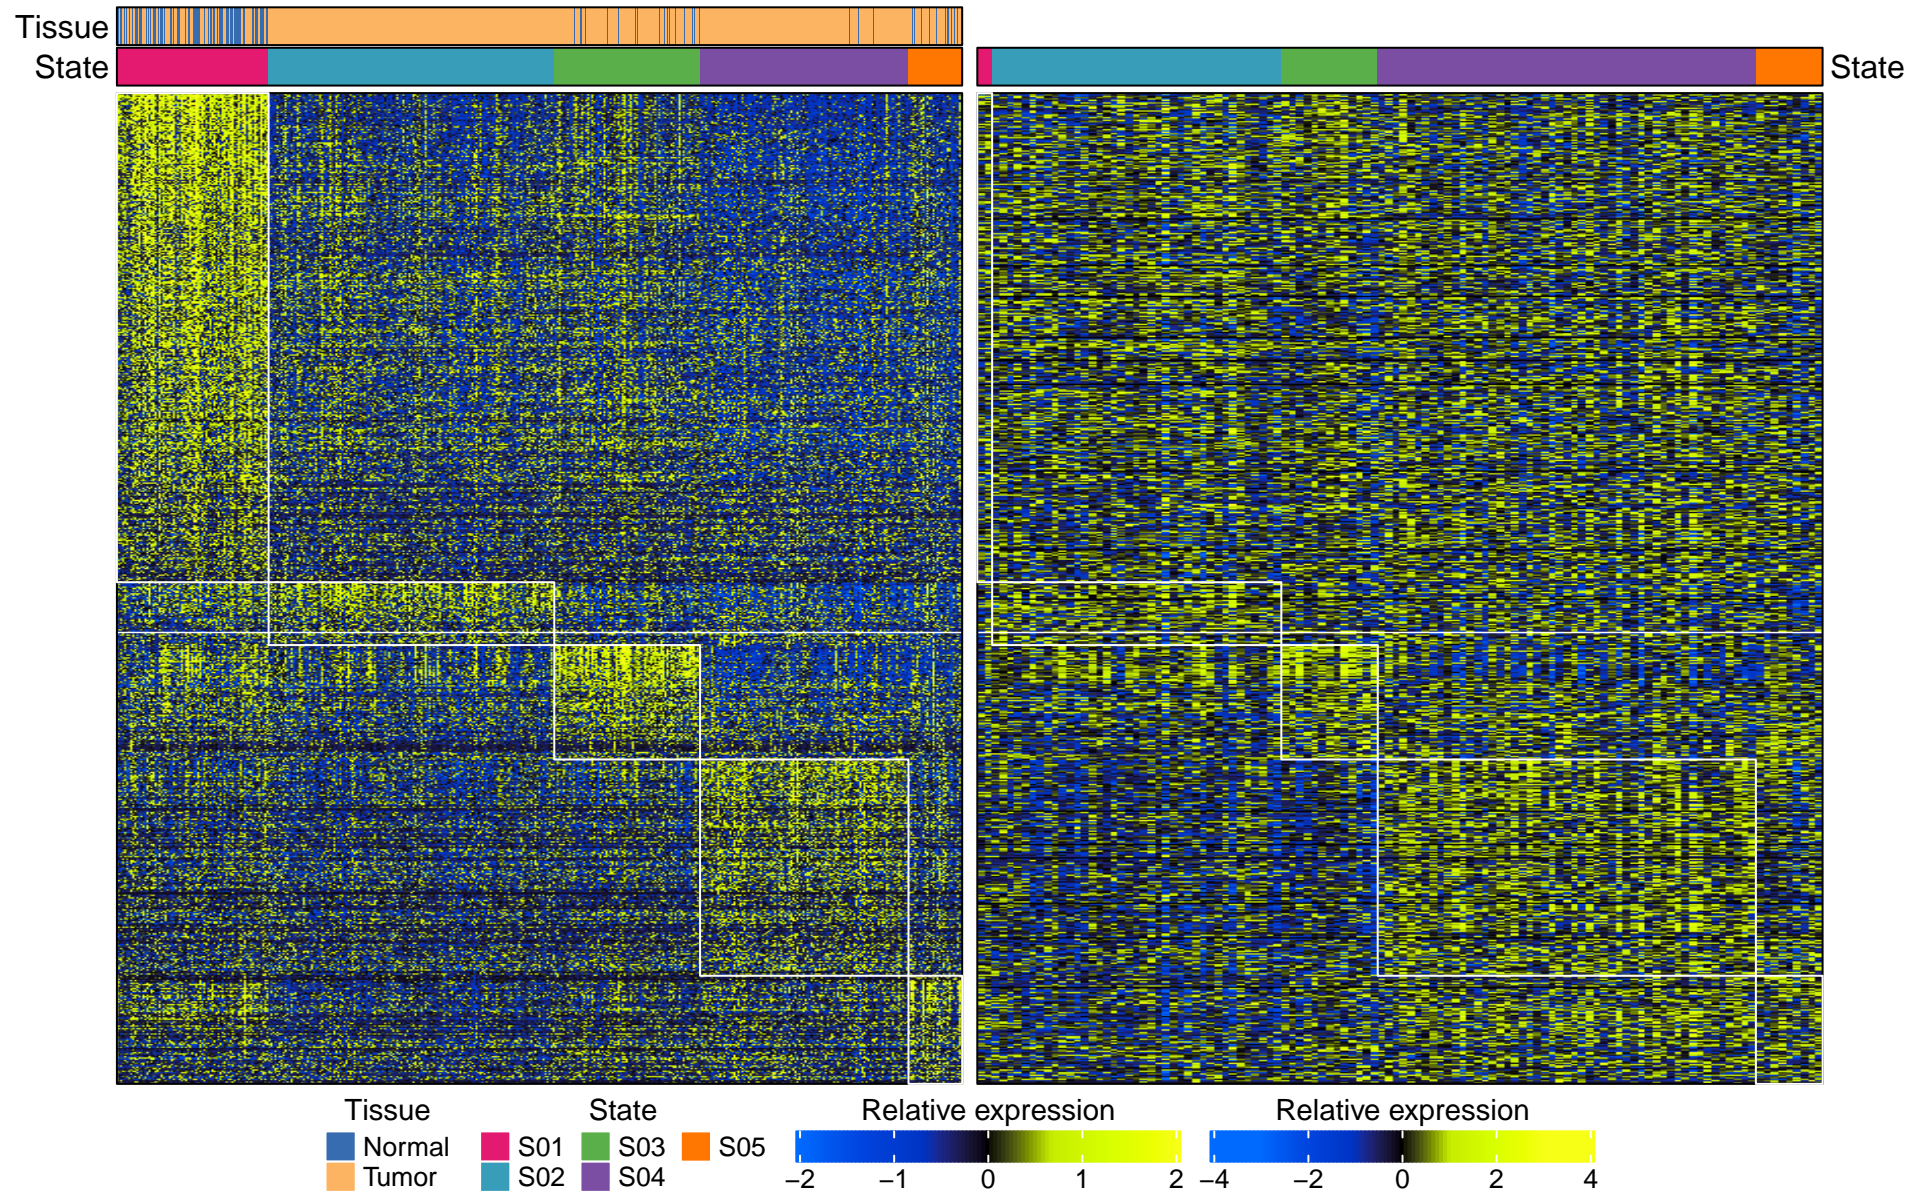 Tissue
State
State
Tissue
Normal
Tumor
State
S01
S03
S05
S02
S04
Relative expression
−2 −1 0 1 2
Relative expression
−4 −2 0 2 4